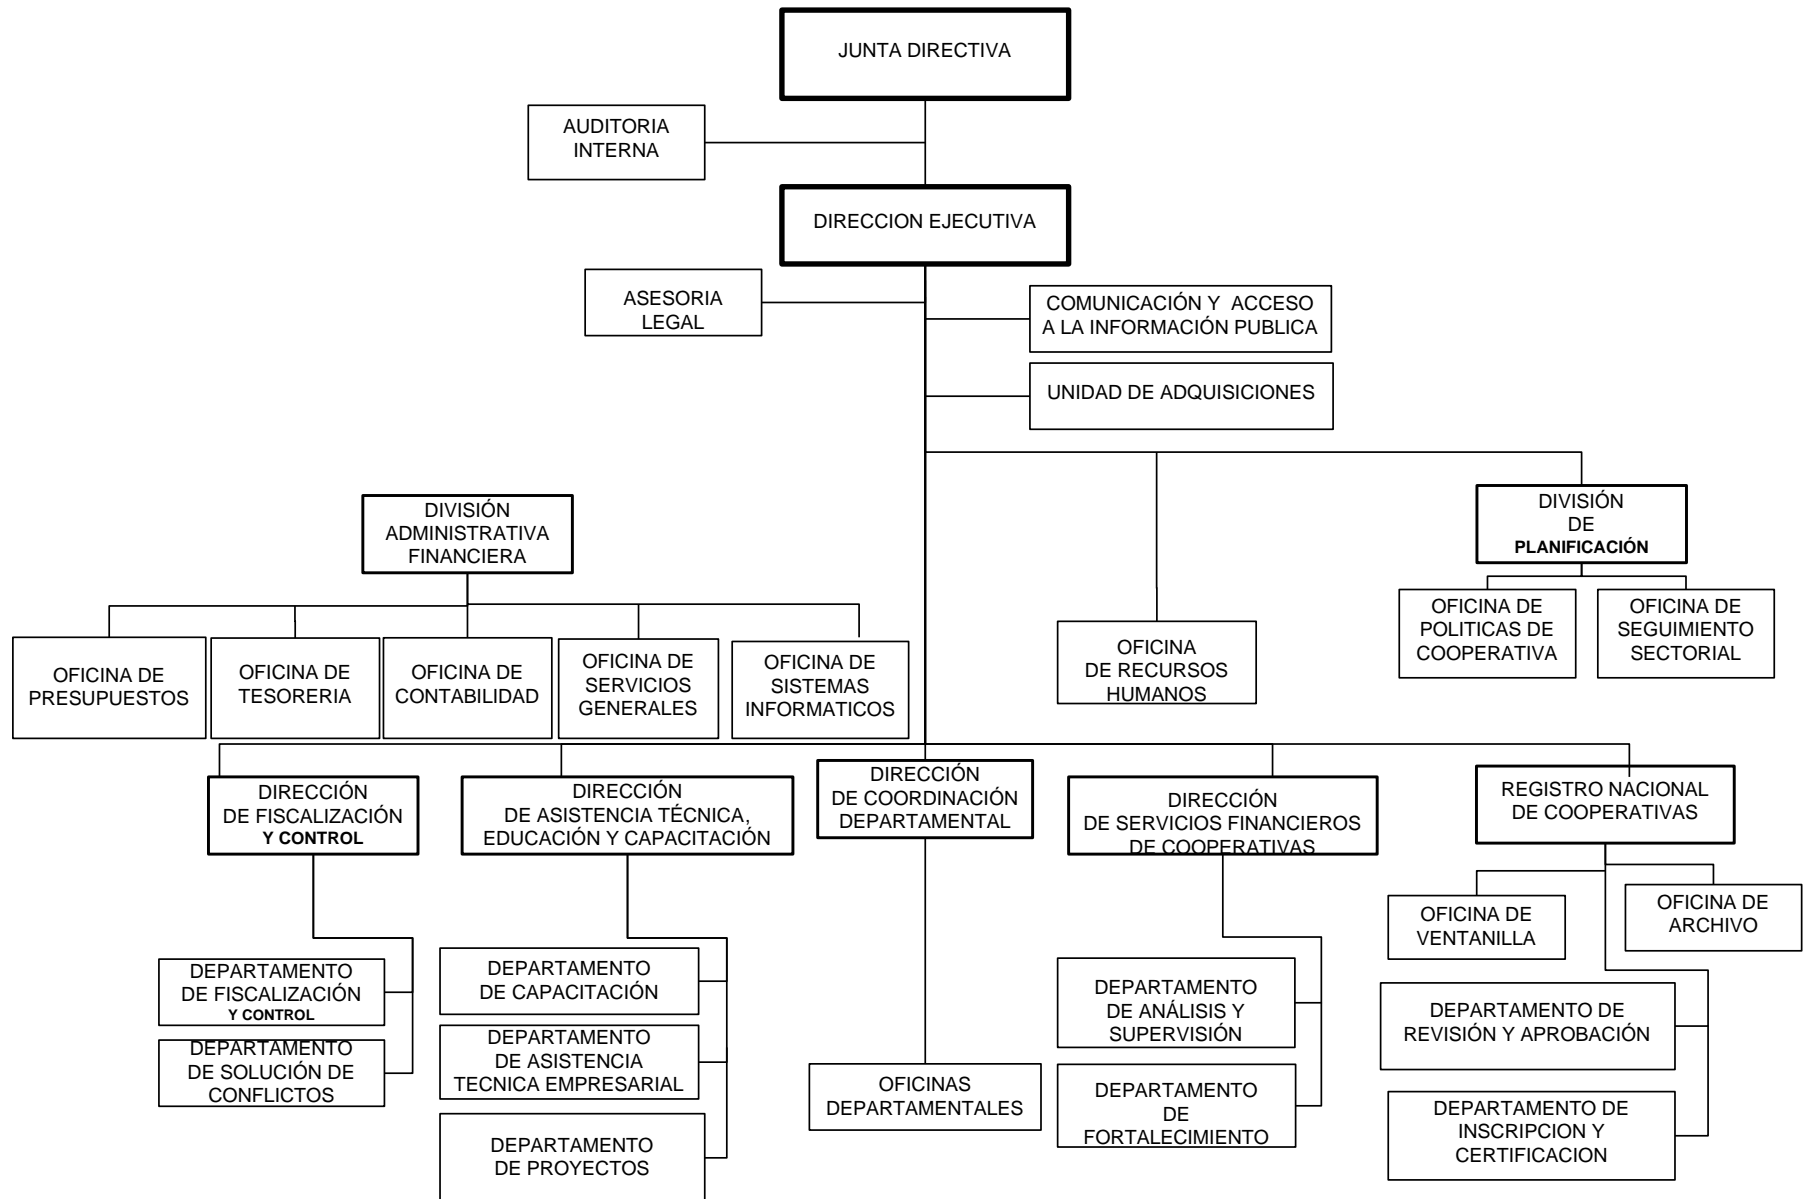 JUNTA DIRECTIVA
AUDITORIA
INTERNA
DIRECCION EJECUTIVA
ASESORIA
LEGAL
COMUNICACIÓN Y ACCESO
A LA INFORMACIÓN PUBLICA
UNIDAD DE ADQUISICIONES
DIVISIÓN
ADMINISTRATIVA
FINANCIERA
DIVISIÓN
DE
PLANIFICACIÓN
OFICINA DE
PRESUPUESTOS
OFICINA DE
TESORERIA
OFICINA DE
CONTABILIDAD
OFICINA DE
SERVICIOS
GENERALES
OFICINA DE
SISTEMAS
INFORMATICOS
OFICINA
DE RECURSOS
HUMANOS
OFICINA DE
POLITICAS DE
COOPERATIVA
OFICINA DE
SEGUIMIENTO
SECTORIAL
DIRECCIÓN
DE FISCALIZACIÓN
Y CONTROL
DIRECCIÓN
DE ASISTENCIA TÉCNICA,
EDUCACIÓN Y CAPACITACIÓN
DIRECCIÓN
DE COORDINACIÓN
DEPARTAMENTAL
DIRECCIÓN
DE SERVICIOS FINANCIEROS
DE COOPERATIVAS
REGISTRO NACIONAL
DE COOPERATIVAS
OFICINA DE
VENTANILLA
OFICINA DE
ARCHIVO
DEPARTAMENTO
DE FISCALIZACIÓN
Y CONTROL
DEPARTAMENTO
DE SOLUCIÓN DE
CONFLICTOS
DEPARTAMENTO
DE CAPACITACIÓN
DEPARTAMENTO
DE ASISTENCIA
TECNICA EMPRESARIAL
DEPARTAMENTO
DE PROYECTOS
OFICINAS
DEPARTAMENTALES
DEPARTAMENTO
DE ANÁLISIS Y
SUPERVISIÓN
DEPARTAMENTO
DE
FORTALECIMIENTO
DEPARTAMENTO DE
REVISIÓN Y APROBACIÓN
DEPARTAMENTO DE
INSCRIPCION Y
CERTIFICACION